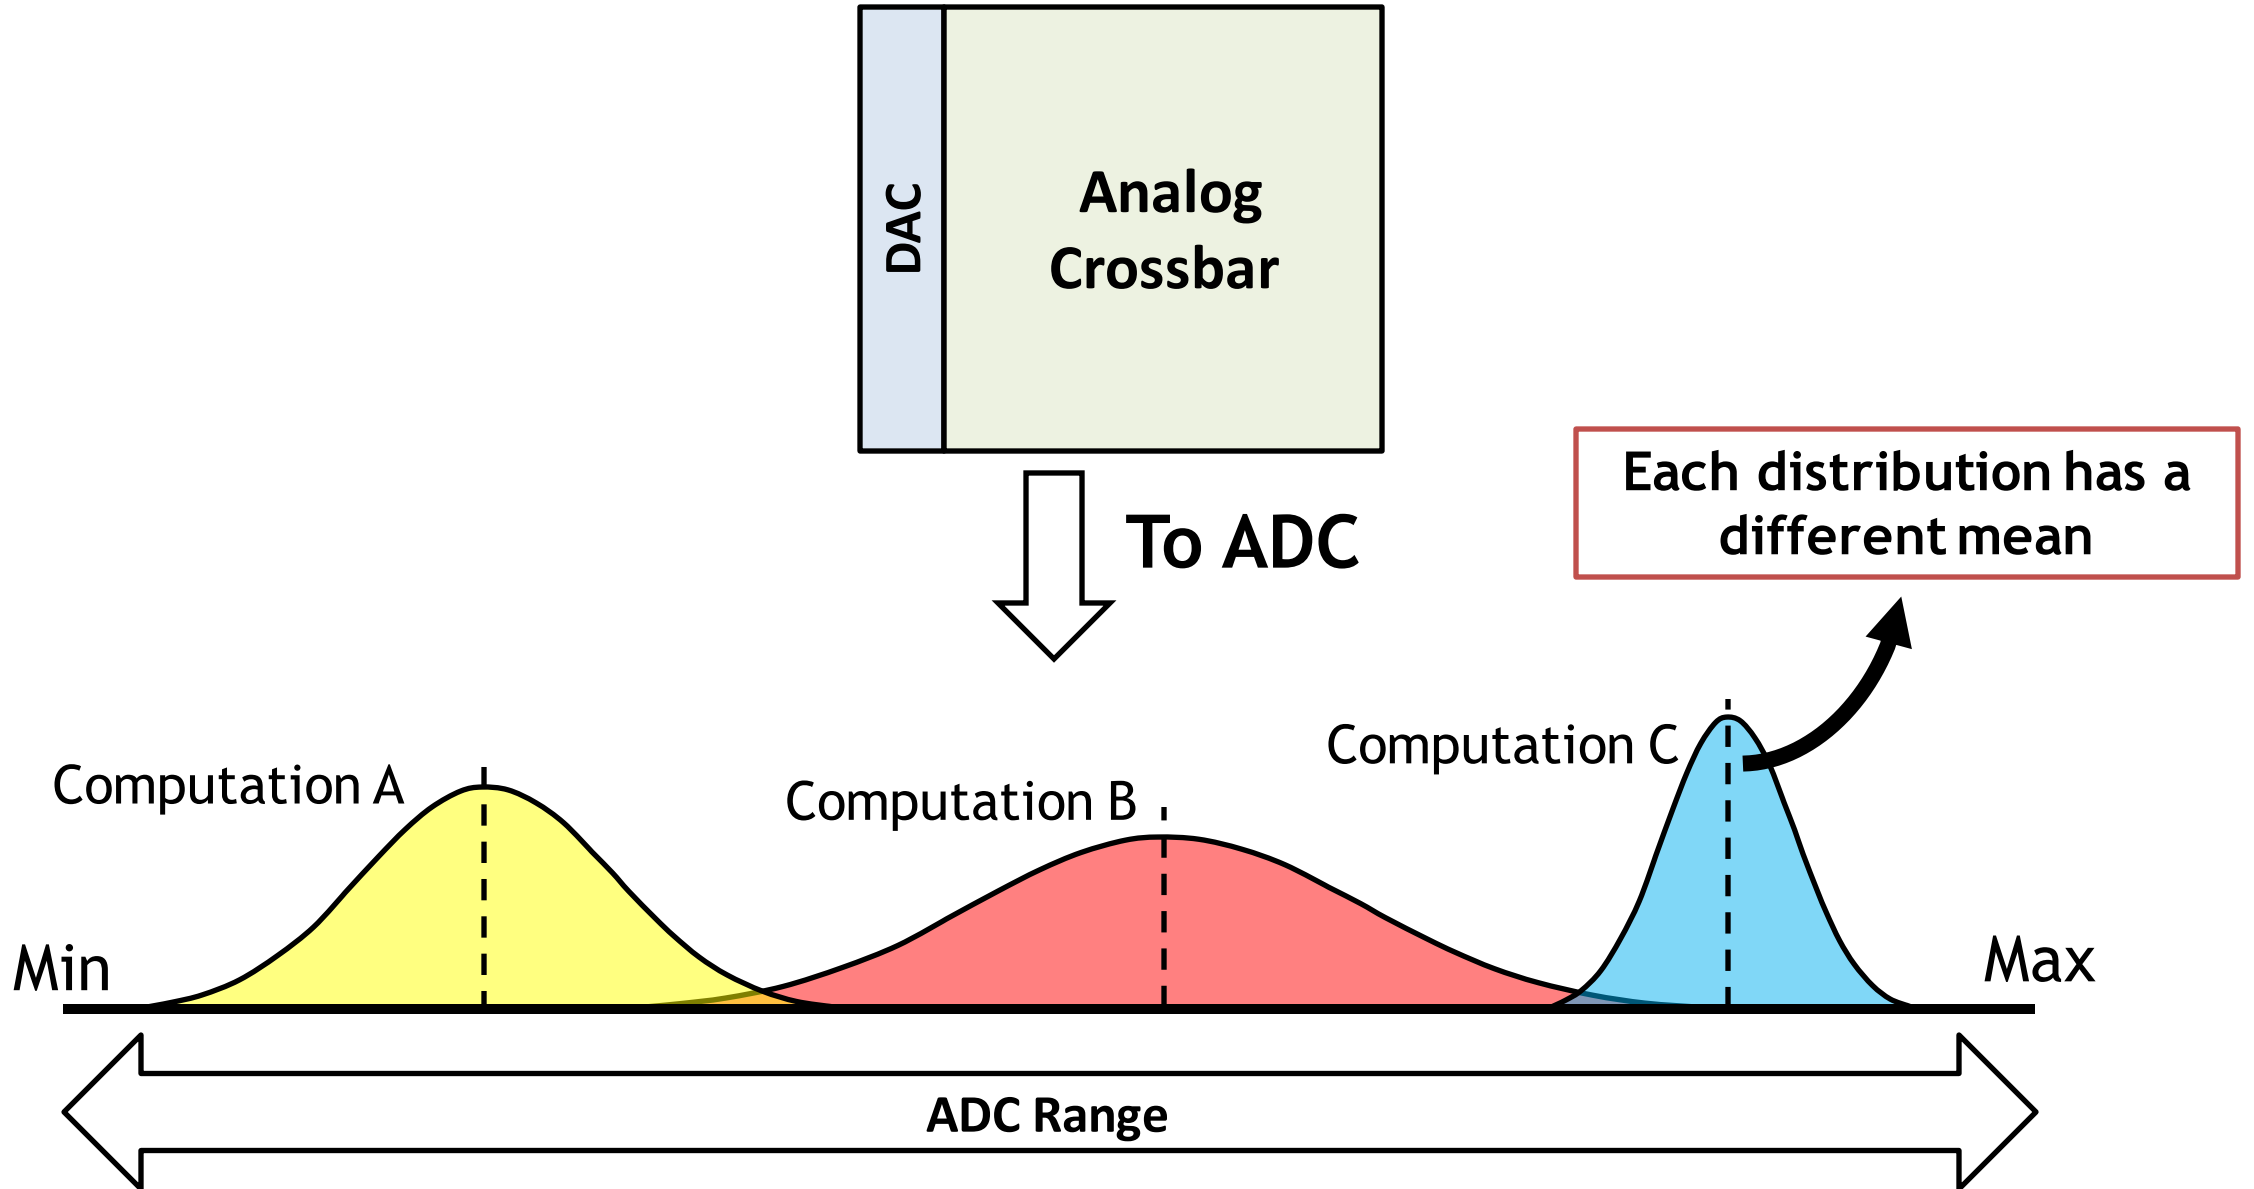 DAC
Analog
Crossbar
To ADC
Each distribution has a
different mean
Computation A
Computation B
Computation C
Min
Max
ADC Range